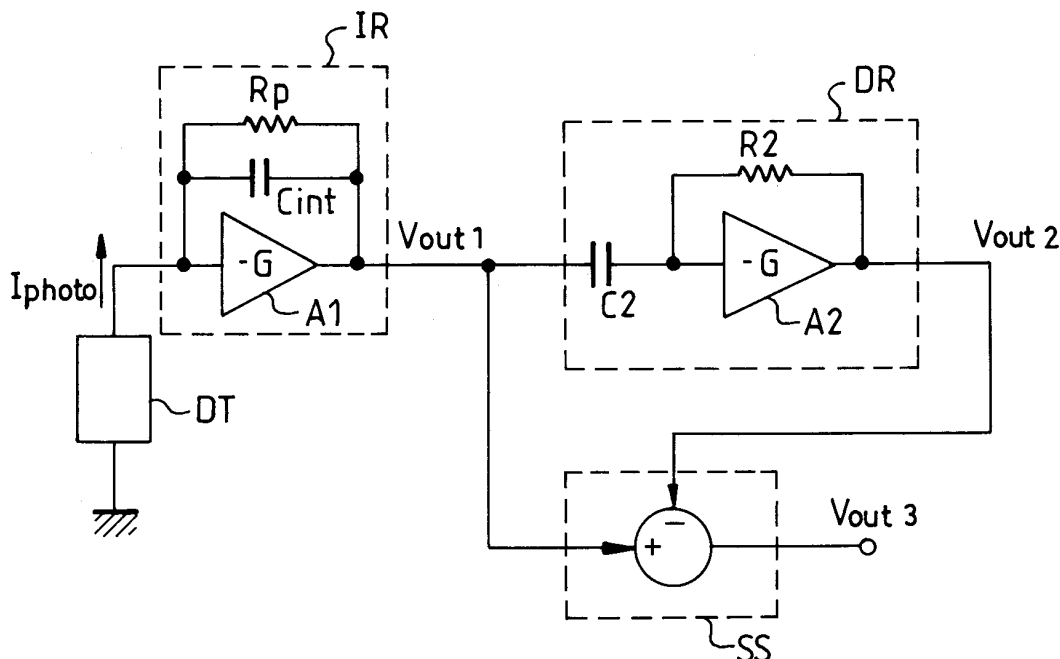 IR
Rp
Cint
-G
A1
Iphoto
DT
Vout 1
DR
R2
C2
-G
A2
Vout 2
+
−
Vout 3
SS